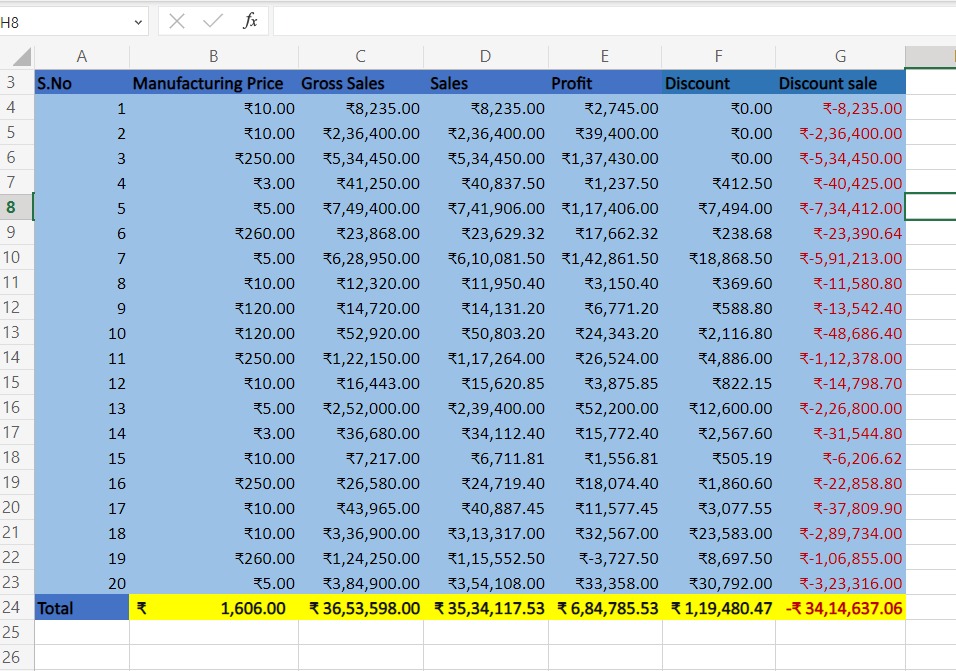 H8 fx
A B C D E F G
3 S.No Manufacturing Price Gross Sales Sales Profit Discount Discount sale
4 1 ₹10.00 ₹8,235.00 ₹8,235.00 ₹2,745.00 ₹0.00 ₹-8,235.00
5 2 ₹10.00 ₹2,36,400.00 ₹2,36,400.00 ₹39,400.00 ₹0.00 ₹-2,36,400.00
6 3 ₹250.00 ₹5,34,450.00 ₹5,34,450.00 ₹1,37,430.00 ₹0.00 ₹-5,34,450.00
7 4 ₹3.00 ₹41,250.00 ₹40,837.50 ₹1,237.50 ₹412.50 ₹-40,425.00
8 5 ₹5.00 ₹7,49,400.00 ₹7,41,906.00 ₹1,17,406.00 ₹7,494.00 ₹-7,34,412.00
9 6 ₹260.00 ₹23,868.00 ₹23,629.32 ₹17,662.32 ₹238.68 ₹-23,390.64
10 7 ₹5.00 ₹6,28,950.00 ₹6,10,081.50 ₹1,42,861.50 ₹18,868.50 ₹-5,91,213.00
11 8 ₹10.00 ₹12,320.00 ₹11,950.40 ₹3,150.40 ₹369.60 ₹-11,580.80
12 9 ₹120.00 ₹14,720.00 ₹14,131.20 ₹6,771.20 ₹588.80 ₹-13,542.40
13 10 ₹120.00 ₹52,920.00 ₹50,803.20 ₹24,343.20 ₹2,116.80 ₹-48,686.40
14 11 ₹250.00 ₹1,22,150.00 ₹1,17,264.00 ₹26,524.00 ₹4,886.00 ₹-1,12,378.00
15 12 ₹10.00 ₹16,443.00 ₹15,620.85 ₹3,875.85 ₹822.15 ₹-14,798.70
16 13 ₹5.00 ₹2,52,000.00 ₹2,39,400.00 ₹52,200.00 ₹12,600.00 ₹-2,26,800.00
17 14 ₹3.00 ₹36,680.00 ₹34,112.40 ₹15,772.40 ₹2,567.60 ₹-31,544.80
18 15 ₹10.00 ₹7,217.00 ₹6,711.81 ₹1,556.81 ₹505.19 ₹-6,206.62
19 16 ₹250.00 ₹26,580.00 ₹24,719.40 ₹18,074.40 ₹1,860.60 ₹-22,858.80
20 17 ₹10.00 ₹43,965.00 ₹40,887.45 ₹11,577.45 ₹3,077.55 ₹-37,809.90
21 18 ₹10.00 ₹3,36,900.00 ₹3,13,317.00 ₹32,567.00 ₹23,583.00 ₹-2,89,734.00
22 19 ₹260.00 ₹1,24,250.00 ₹1,15,552.50 ₹-3,727.50 ₹8,697.50 ₹-1,06,855.00
23 20 ₹5.00 ₹3,84,900.00 ₹3,54,108.00 ₹33,358.00 ₹30,792.00 ₹-3,23,316.00
24 Total ₹ 1,606.00 ₹ 36,53,598.00 ₹ 35,34,117.53 ₹ 6,84,785.53 ₹ 1,19,480.47 -₹ 34,14,637.06
25
26